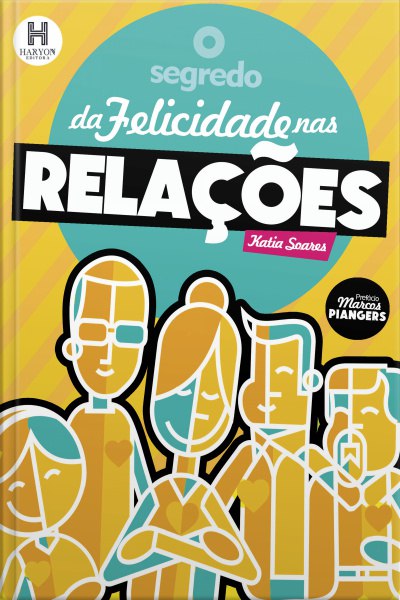 H
HARYON
EDITORA
O
segredo
da Felicidade nas
RELAÇÕES
Katia Soares
Prefácio
Marcos
PIANGERS